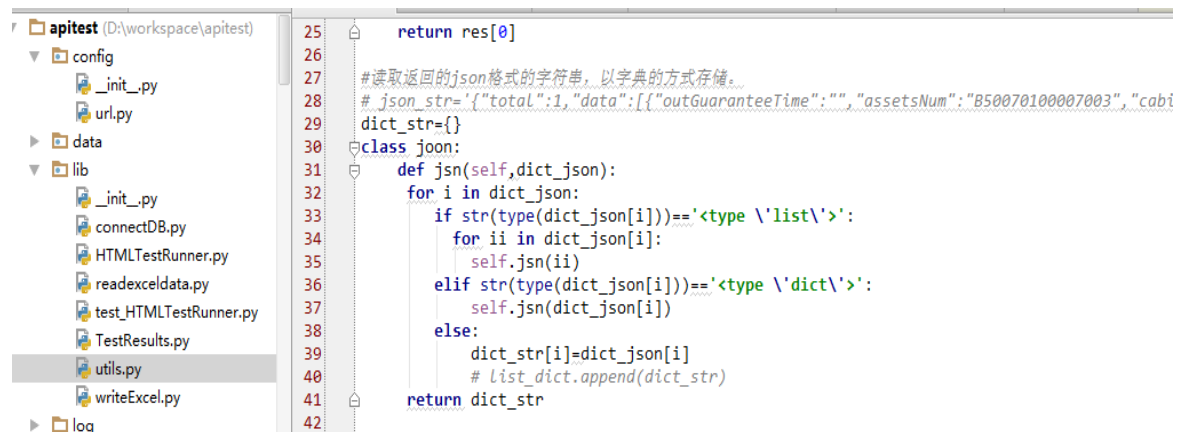 apitest (D:\workspace\apitest)
config
__init__.py
url.py
data
lib
__init__.py
connectDB.py
HTMLTestRunner.py
readexceldata.py
test_HTMLTestRunner.py
TestResults.py
utils.py
writeExcel.py
log
25 return res[0]
26
27 #读取返回的json格式的字符串，以字典的方式存储。
28 # json_str='{"total":1,"data":[{"outGuaranteeTime":"","assetsNum":"B50070100007003","cabi
29 dict_str={}
30 class joon:
31 def jsn(self,dict_json):
32 for i in dict_json:
33 if str(type(dict_json[i]))=='<type \'list\'>':
34 for ii in dict_json[i]:
35 self.jsn(ii)
36 elif str(type(dict_json[i]))=='<type \'dict\'>':
37 self.jsn(dict_json[i])
38 else:
39 dict_str[i]=dict_json[i]
40 # list_dict.append(dict_str)
41 return dict_str
42